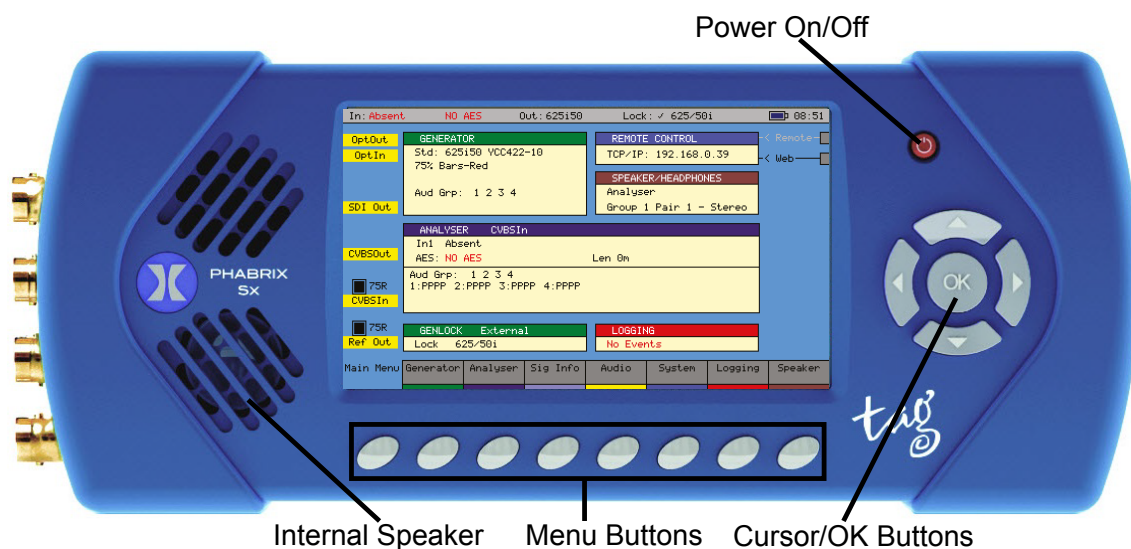 Power On/Off
In: Absent NO AES Out: 625i50 Lock: ✓ 625/50i 08:51
OptOut
OptIn
SDI Out
CVBSOut
75R
CVBSIn
75R
Ref Out
GENERATOR
Std: 625i50 YCC422-10
75% Bars-Red
Aud Grp: 1 2 3 4
REMOTE CONTROL
TCP/IP: 192.168.0.39
< Remote
< Web
SPEAKER/HEADPHONES
Analyser
Group 1 Pair 1 - Stereo
ANALYSER CVBSIn
In1 Absent
AES: NO AES Len 0m
Aud Grp: 1 2 3 4
1:PPPP 2:PPPP 3:PPPP 4:PPPP
GENLOCK External
Lock 625/50i
LOGGING
No Events
Main Menu Generator Analyser Sig Info Audio System Logging Speaker
PHABRIX
Sx
OK
tag
Internal Speaker Menu Buttons Cursor/OK Buttons